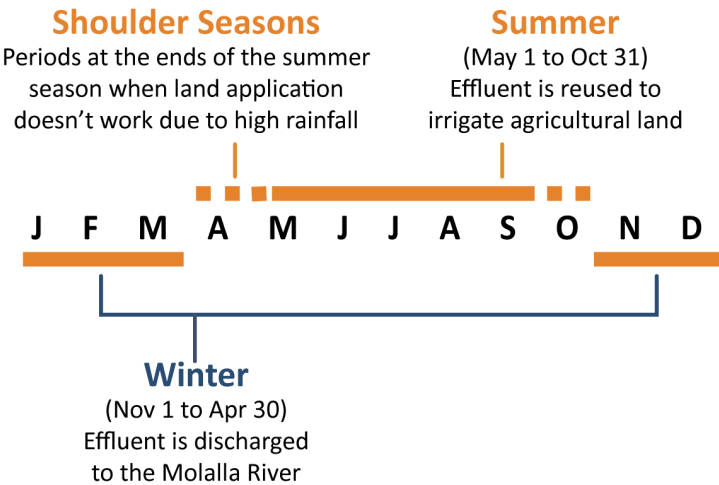 Shoulder Seasons
Periods at the ends of the summer
season when land application
doesn’t work due to high rainfall
Summer
(May 1 to Oct 31)
Effluent is reused to
irrigate agricultural land
J F M A M J J A S O N D
Winter
(Nov 1 to Apr 30)
Effluent is discharged
to the Molalla River